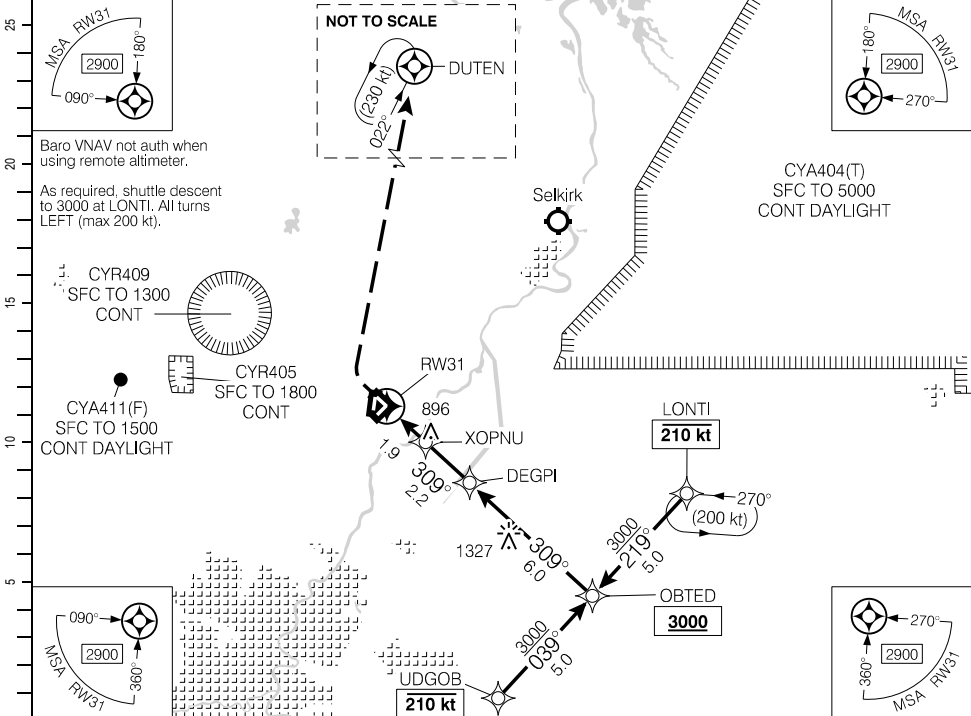 25
20
15
10
5
MSA RW31
180°
2900
090°
NOT TO SCALE
DUTEN
(230 kt)
022°
MSA RW31
180°
2900
270°
Baro VNAV not auth when
using remote altimeter.
As required, shuttle descent
to 3000 at LONTI. All turns
LEFT (max 200 kt).
Selkirk
CYA404(T)
SFC TO 5000
CONT DAYLIGHT
CYR409
SFC TO 1300
CONT
CYR405
SFC TO 1800
CONT
CYA411(F)
SFC TO 1500
CONT DAYLIGHT
RW31
896
XOPNU
1.9
309°
2.2
DEGPI
LONTI
210 kt
270°
(200 kt)
1327
309°
6.0
3000
219°
5.0
OBTED
3000
3000
039°
5.0
UDGOB
210 kt
090°
2900
360°
MSA RW31
270°
2900
360°
MSA RW31